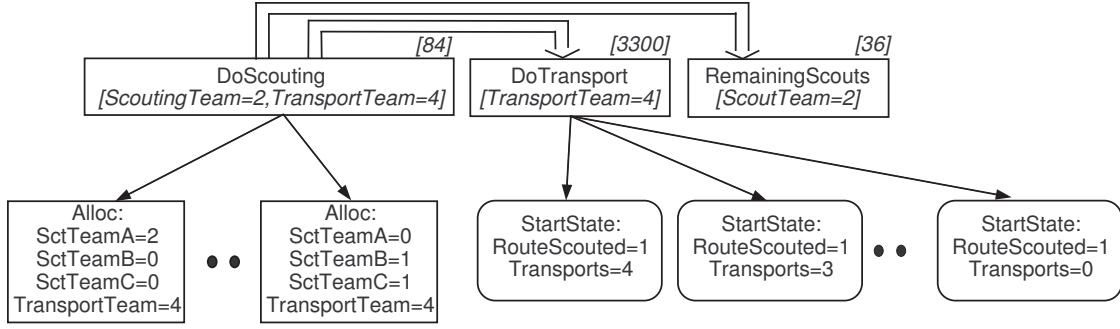 [84]
[3300]
[36]
DoScouting
[ScoutingTeam=2,TransportTeam=4]
DoTransport
[TransportTeam=4]
RemainingScouts
[ScoutTeam=2]
Alloc:
SctTeamA=2
SctTeamB=0
SctTeamC=0
TransportTeam=4
Alloc:
SctTeamA=0
SctTeamB=1
SctTeamC=1
TransportTeam=4
StartState:
RouteScouted=1
Transports=4
StartState:
RouteScouted=1
Transports=3
StartState:
RouteScouted=1
Transports=0